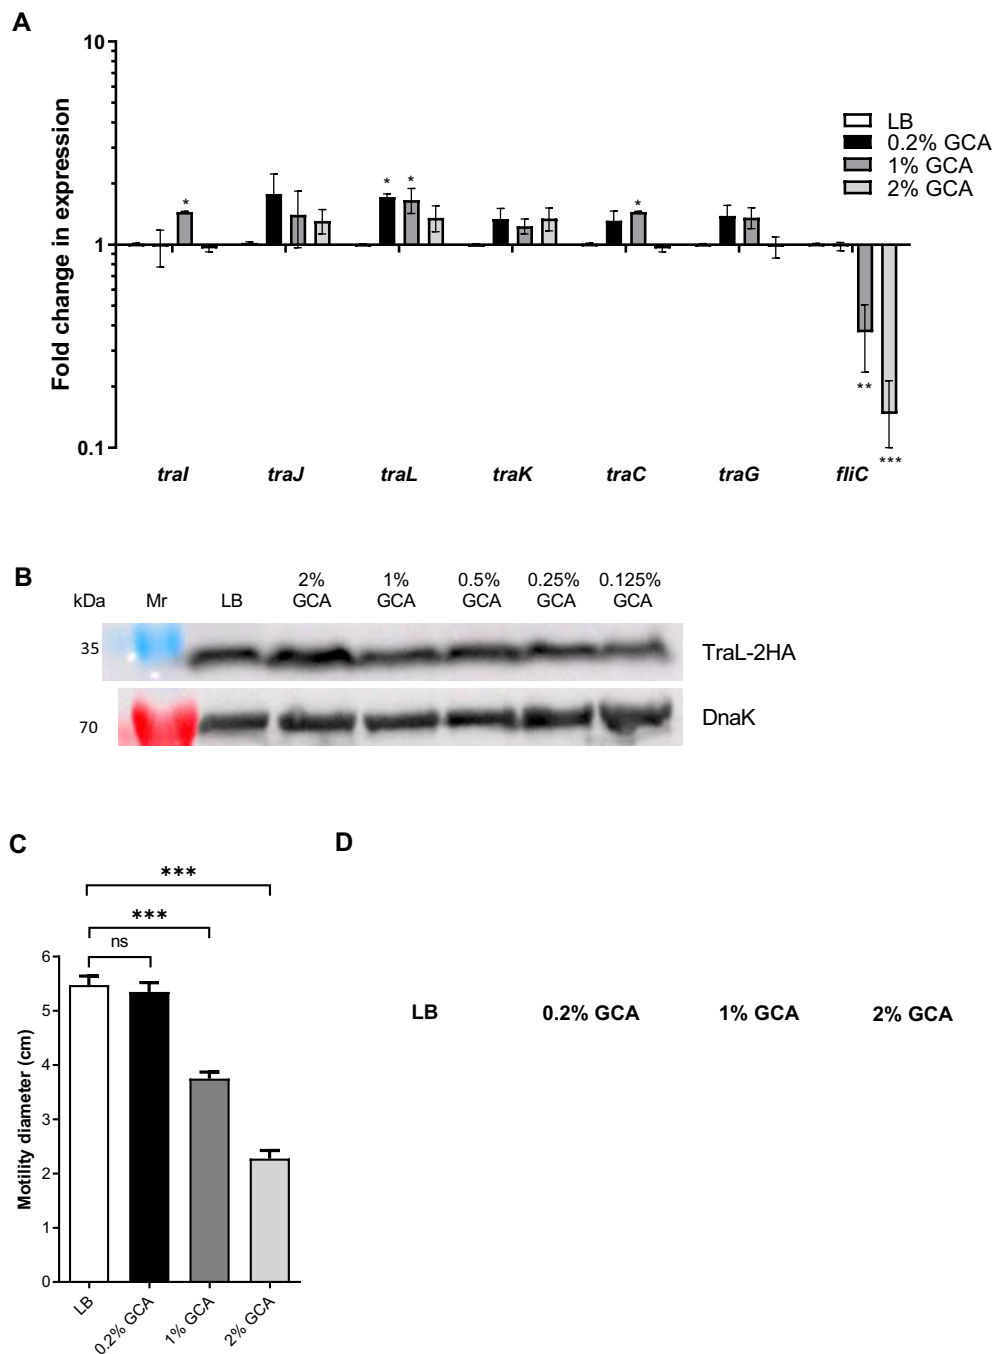 A
10
1
0.1
Fold change in expression
LB
0.2% GCA
1% GCA
2% GCA
*
* *
*
**
***
traI
traJ
traL
traK
traC
traG
fliC
B
kDa
Mr
LB
2% GCA
1% GCA
0.5% GCA
0.25% GCA
0.125% GCA
35
TraL-2HA
70
DnaK
C
***
***
ns
6
5
4
3
2
1
0
Motility diameter (cm)
LB
0.2% GCA
1% GCA
2% GCA
D
LB
0.2% GCA
1% GCA
2% GCA